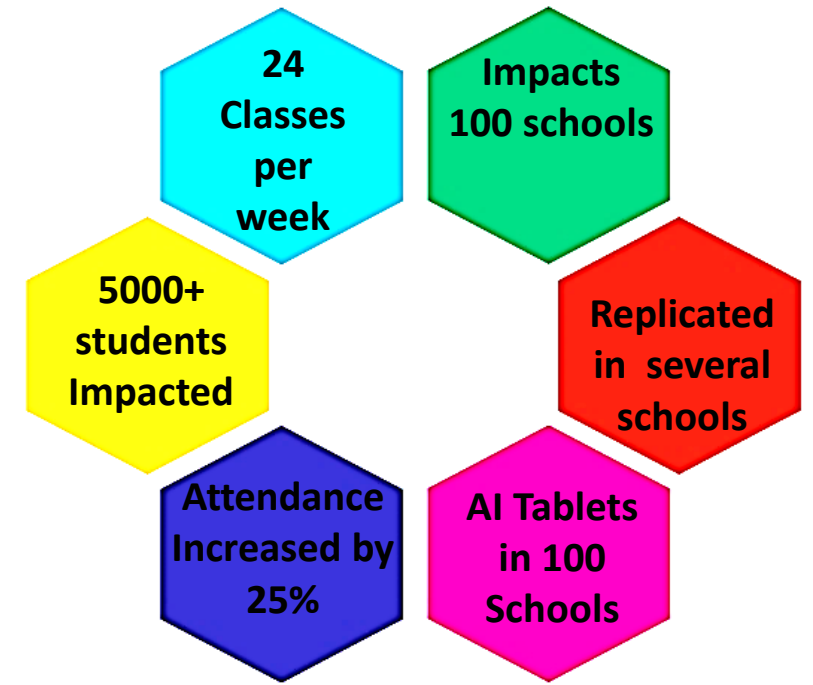 24
Classes
per
week
Impacts
100 schools
5000+
students
Impacted
Replicated
in  several
schools
Attendance
Increased by
25%
AI Tablets
in 100
Schools